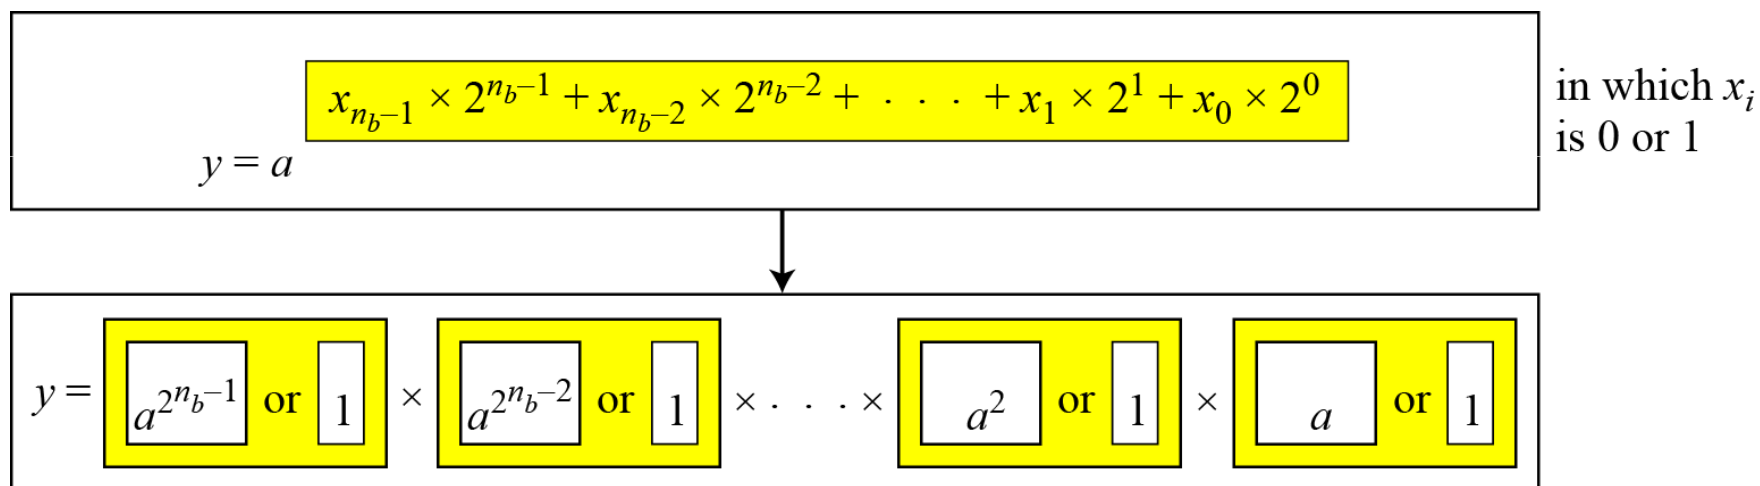 x_{n_b-1} × 2^{n_b-1} + x_{n_b-2} × 2^{n_b-2} + · · · + x_1 × 2^1 + x_0 × 2^0
y = a
in which x_i
is 0 or 1
y = a^{2^{n_b-1}} or 1 × a^{2^{n_b-2}} or 1 × · · · × a^2 or 1 × a or 1